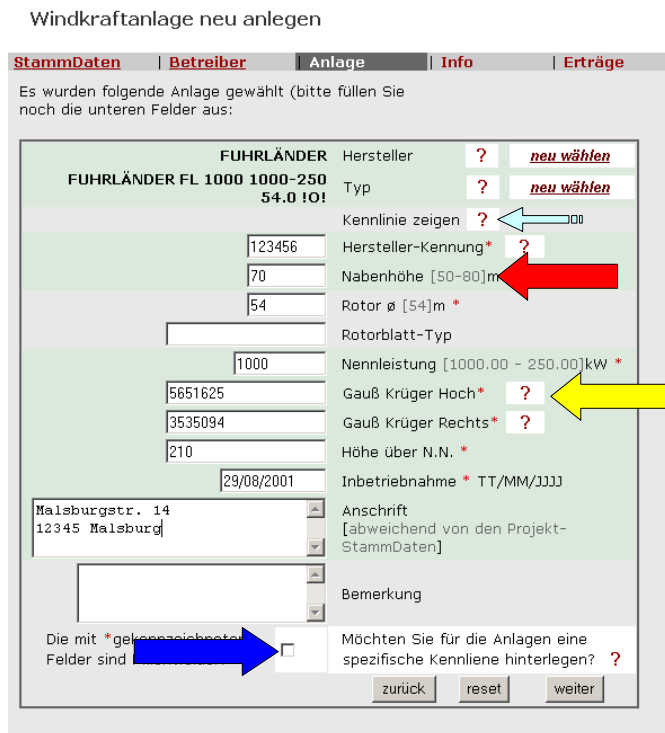 Windkraftanlage neu anlegen
StammDaten | Betreiber | Anlage | Info | Erträge
Es wurden folgende Anlage gewählt (bitte füllen Sie
noch die unteren Felder aus:
FUHRLÄNDER Hersteller ? neu wählen
FUHRLÄNDER FL 1000 1000-250
54.0 !O! Typ ? neu wählen
Kennlinie zeigen ?
123456 Hersteller-Kennung* ?
70 Nabenhöhe [50-80]m
54 Rotor ø [54]m *
Rotorblatt-Typ
1000 Nennleistung [1000.00 - 250.00]kW *
5651625 Gauß Krüger Hoch* ?
3535094 Gauß Krüger Rechts* ?
210 Höhe über N.N. *
29/08/2001 Inbetriebnahme * TT/MM/JJJJ
Malsburgstr. 14
12345 Malsburg
Anschrift
[abweichend von den Projekt-
StammDaten]
Bemerkung
Die mit
Felder sind
Möchten Sie für die Anlagen eine
spezifische Kennliene hinterlegen? ?
zurück reset weiter